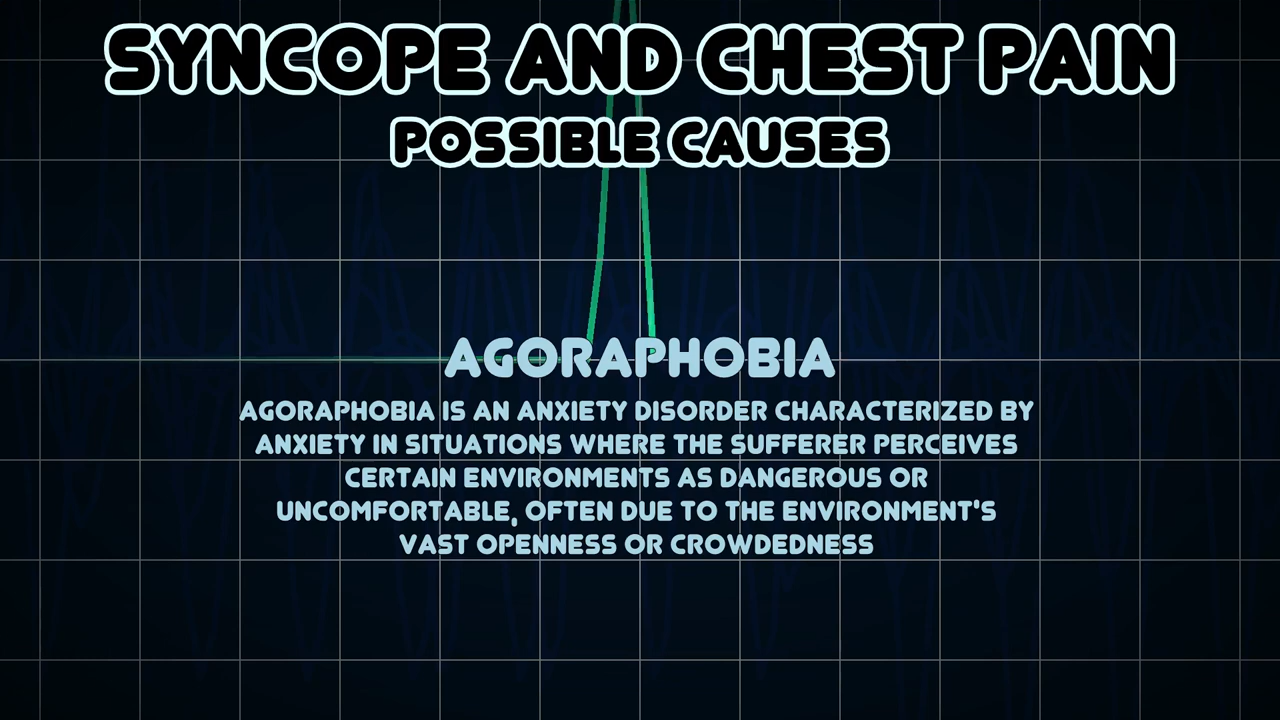 SYNCOPE AND CHEST PAIN
POSSIBLE CAUSES
AGORAPHOBIA
AGORAPHOBIA IS AN ANXIETY DISORDER CHARACTERIZED BY
ANXIETY IN SITUATIONS WHERE THE SUFFERER PERCEIVES
CERTAIN ENVIRONMENTS AS DANGEROUS OR
UNCOMFORTABLE, OFTEN DUE TO THE ENVIRONMENT'S
VAST OPENNESS OR CROWDEDNESS